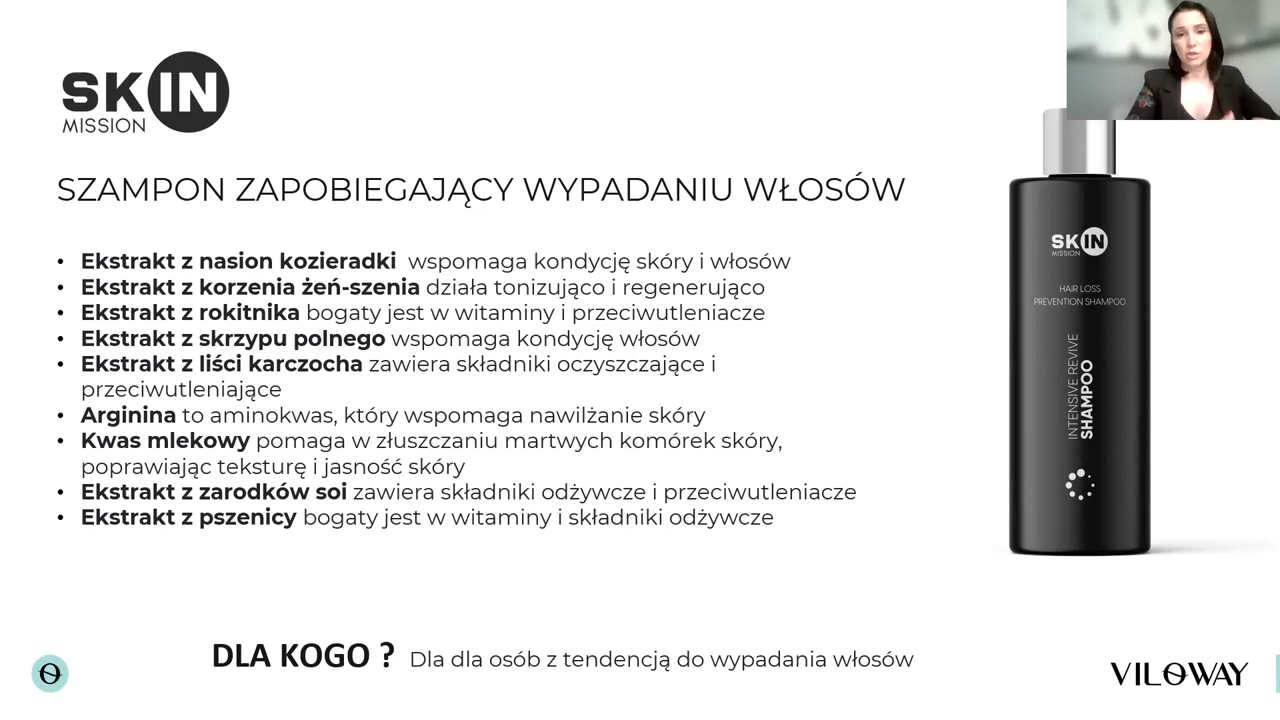 SKIN
MISSION
SZAMPON ZAPOBIEGAJĄCY WYPADANIU WŁOSÓW
• Ekstrakt z nasion kozieradki wspomaga kondycję skóry i włosów
• Ekstrakt z korzenia żeń-szenia działa tonizująco i regenerująco
• Ekstrakt z rokitnika bogaty jest w witaminy i przeciwutleniacze
• Ekstrakt z skrzypu polnego wspomaga kondycję włosów
• Ekstrakt z liści karczocha zawiera składniki oczyszczające i
przeciwutleniające
• Arginina to aminokwas, który wspomaga nawilżanie skóry
• Kwas mlekowy pomaga w złuszczaniu martwych komórek skóry,
poprawiając teksturę i jasność skóry
• Ekstrakt z zarodków soi zawiera składniki odżywcze i przeciwutleniacze
• Ekstrakt z pszenicy bogaty jest w witaminy i składniki odżywcze
SKIN
MISSION
HAIR LOSS
PREVENTION SHAMPOO
INTENSIVE REVIVE
SHAMPOO
DLA KOGO ? Dla dla osób z tendencją do wypadania włosów
VILOWAY